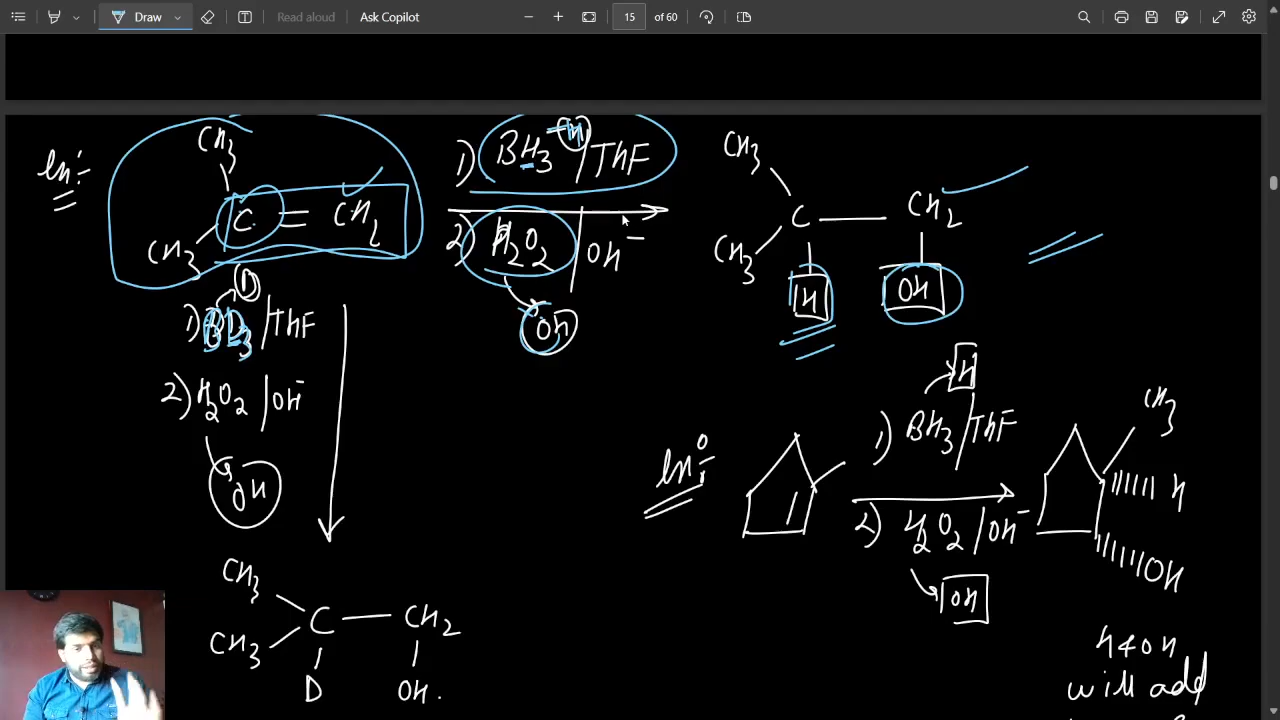 Draw
Read aloud
Ask Copilot
15
of 60
CH3
CH3
C = CH2
1) BH3 / THF
H
2) H2O2 / OH−
OH
CH3
CH3
C — CH2
H
OH
D
1) BD3 / THF
2) H2O2 / OH−
OH
CH3
CH3
C — CH2
D
OH.
H
1) BH3 / THF
2) H2O2 / OH−
OH
CH3
H
OH
H & OH
will add